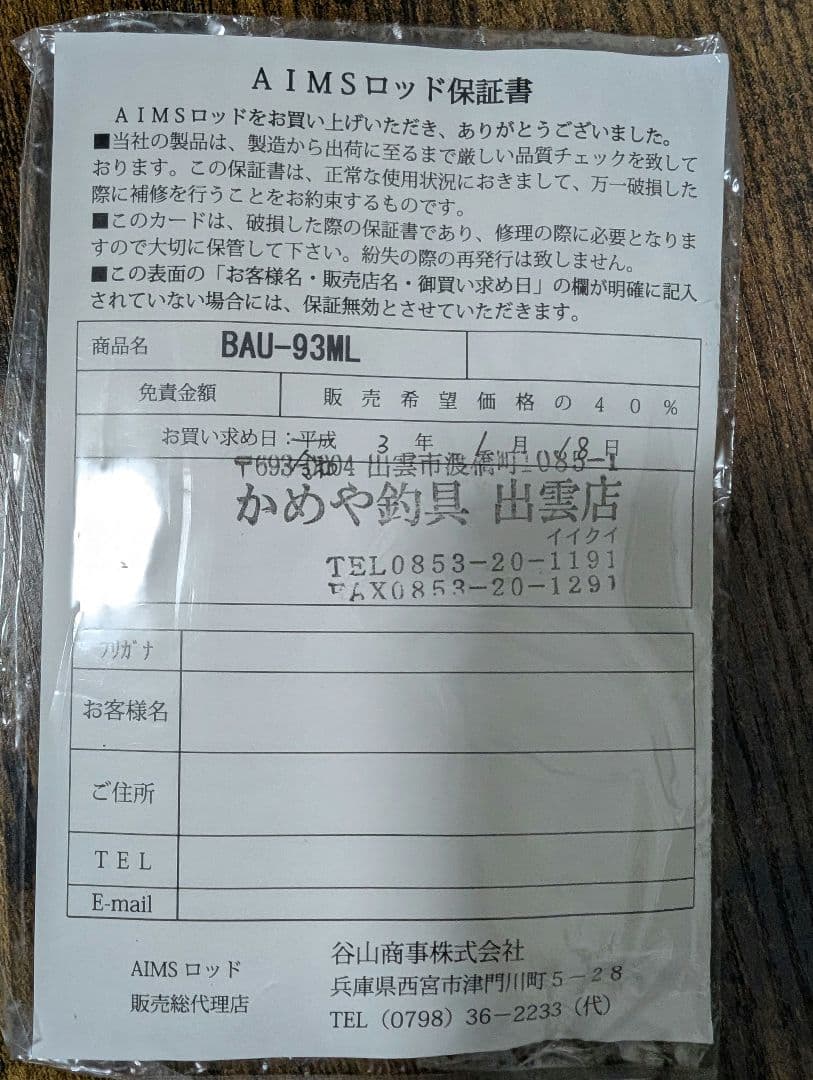 AIMSロッド保証書
AIMSロッドをお買い上げいただき、ありがとうございました。
■当社の製品は、製造から出荷に至るまで厳しい品質チェックを致して
おります。この保証書は、正常な使用状況におきまして、万一破損した
際に補修を行うことをお約束するものです。
■このカードは、破損した際の保証書であり、修理の際に必要となりま
すので大切に保管して下さい。紛失の際の再発行は致しません。
■この表面の「お客様名・販売店名・御買い求め日」の欄が明確に記入
されていない場合には、保証無効とさせていただきます。
商品名 BAU-93ML
免責金額 販売希望価格の40%
お買い求め日：平成 3 年 1 月 18 日
出雲市渡橋町1085-1
かめや釣具 出雲店
イイクイ
TEL0853-20-1191
FAX0853-20-1291
フリガナ
お客様名
ご住所
TEL
E-mail
AIMSロッド
販売総代理店
谷山商事株式会社
兵庫県西宮市津門川町5-28
TEL（0798）36-2233（代）